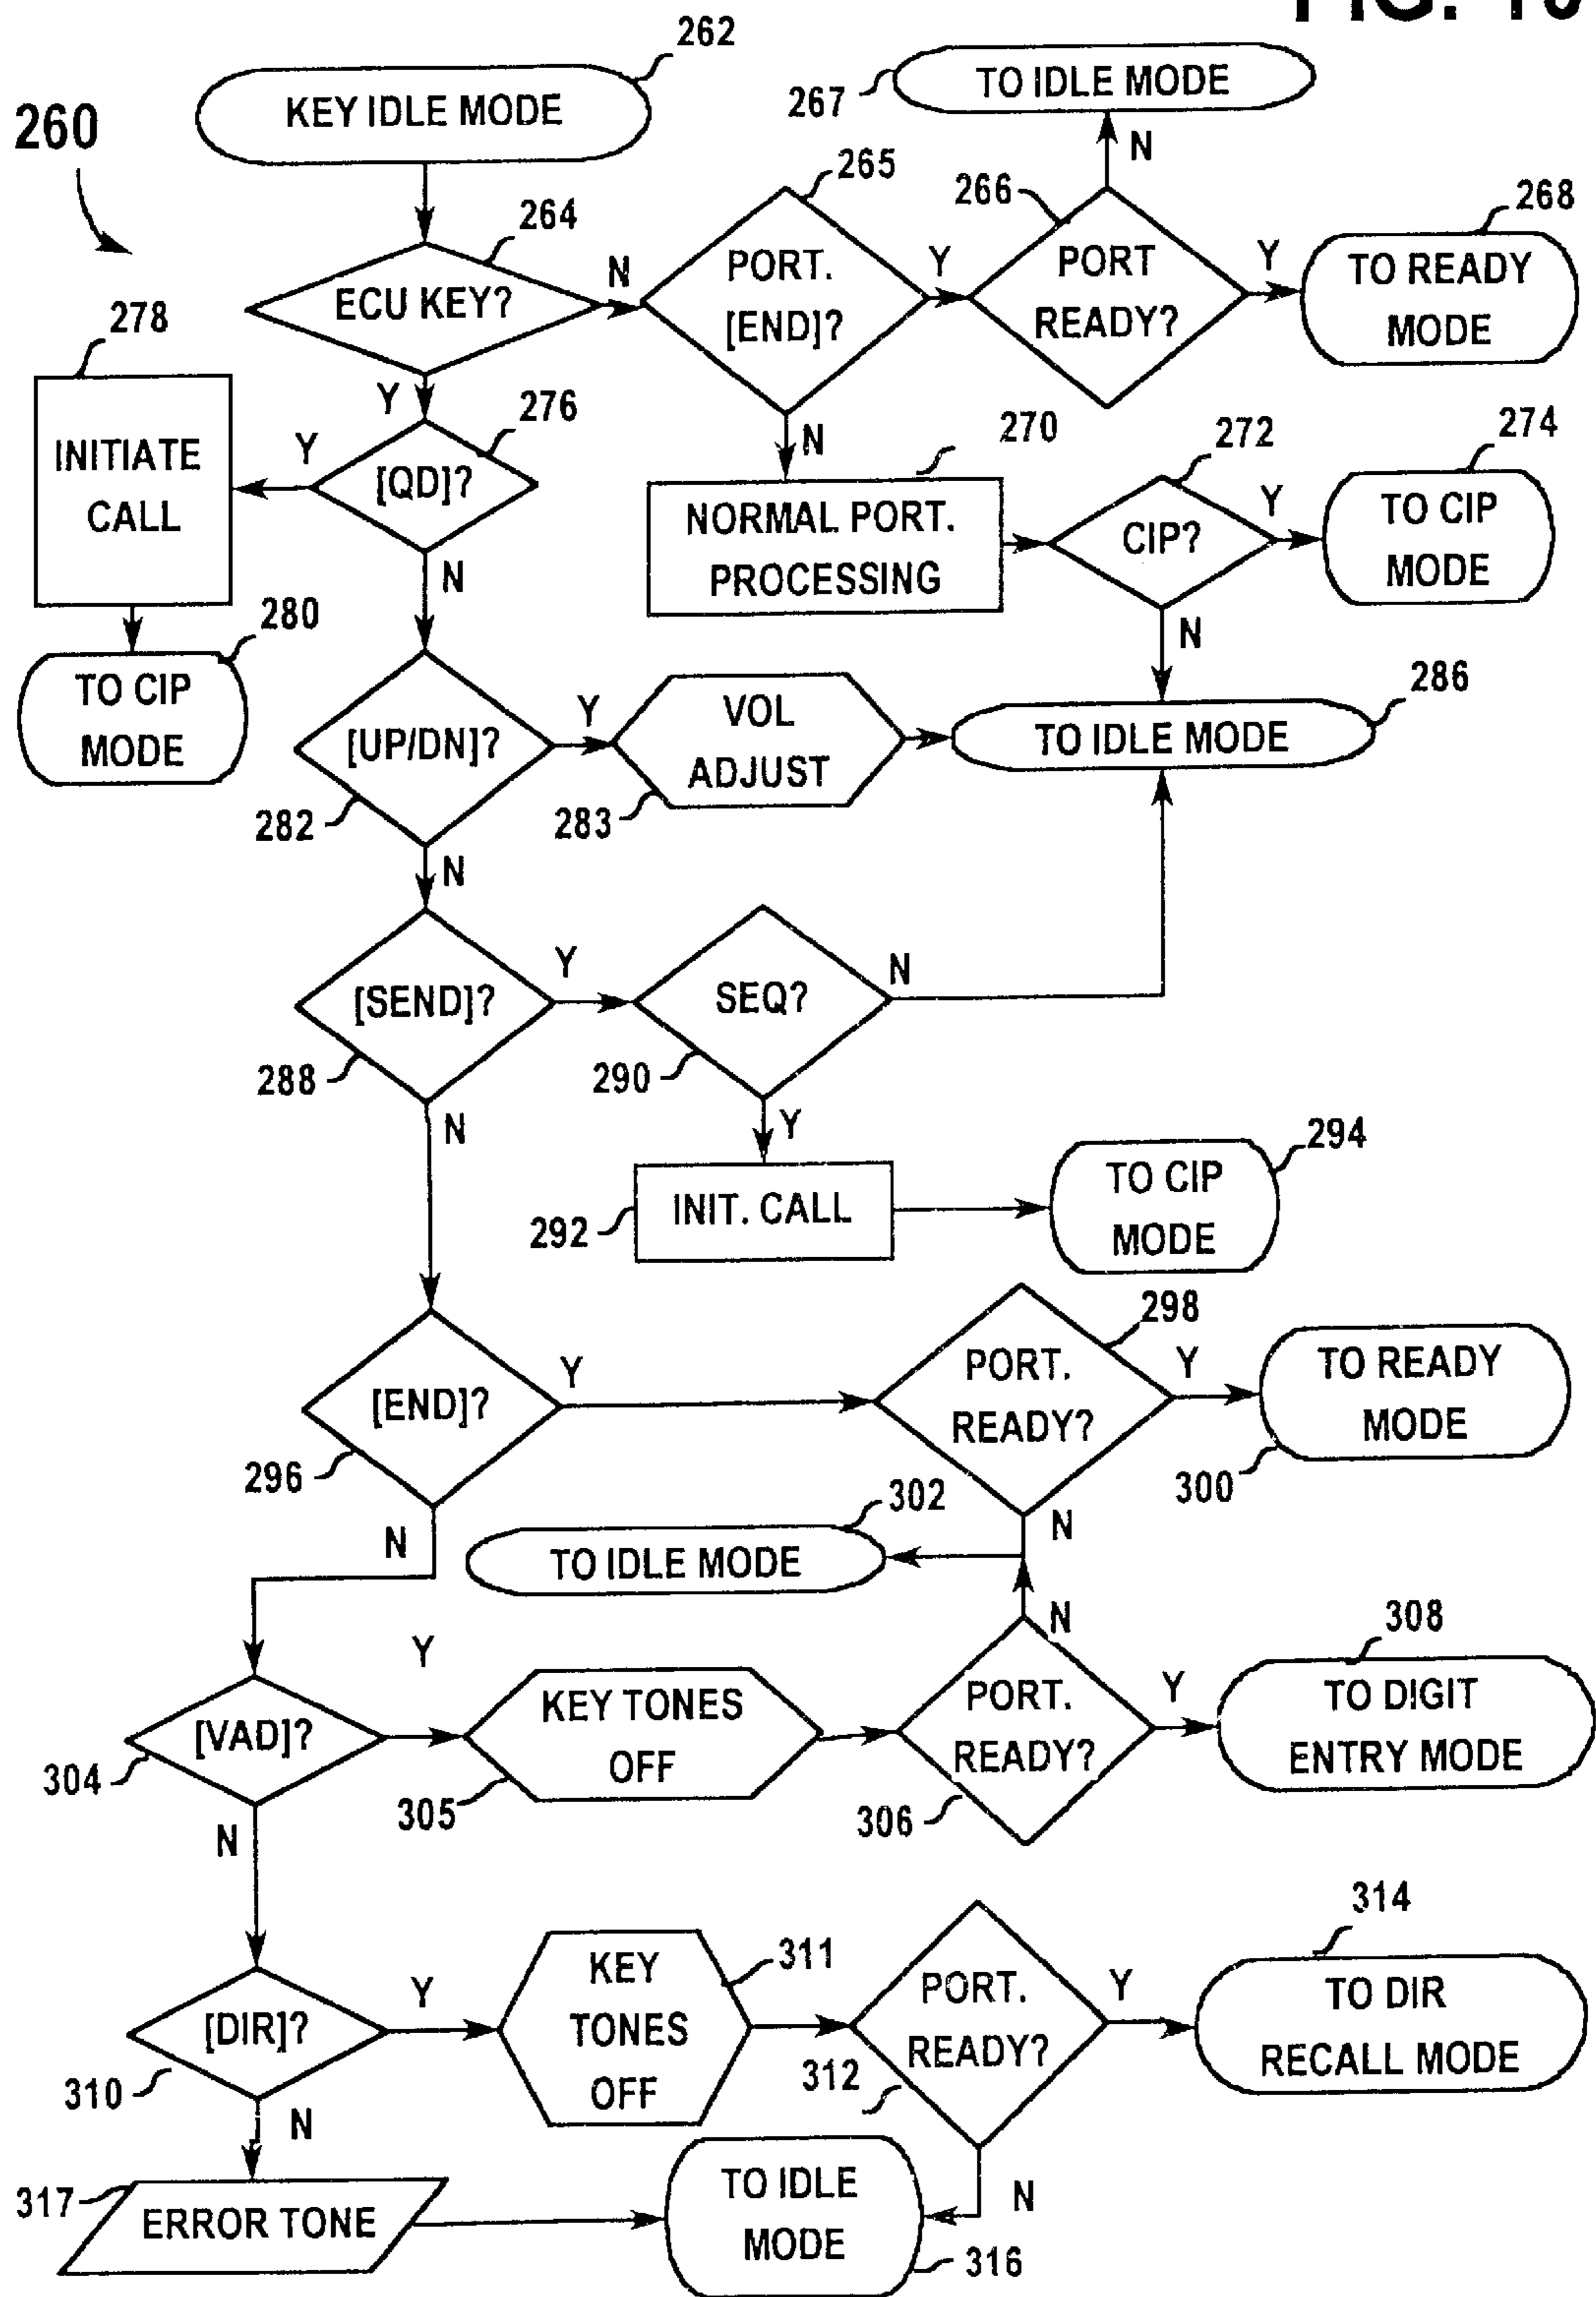 FIG.
262
KEY IDLE MODE
267
TO IDLE MODE
260
N
265
266
268
264
ECU KEY?
N
PORT.
[END]?
Y
PORT
READY?
Y
TO READY
MODE
278
Y
276
N
270
272
274
INITIATE
CALL
Y
[QD]?
NORMAL PORT.
PROCESSING
CIP?
Y
TO CIP
MODE
N
N
280
TO CIP
MODE
286
[UP/DN]?
Y
VOL
ADJUST
TO IDLE MODE
282
283
N
[SEND]?
Y
SEQ?
N
288
290
N
Y
292
INIT. CALL
294
TO CIP
MODE
298
[END]?
Y
PORT.
READY?
Y
TO READY
MODE
296
300
N
302
N
TO IDLE MODE
N
308
[VAD]?
Y
KEY TONES
OFF
PORT.
READY?
Y
TO DIGIT
ENTRY MODE
304
305
306
N
314
[DIR]?
Y
KEY
TONES
OFF
311
PORT.
READY?
Y
TO DIR
RECALL MODE
310
312
N
N
317
ERROR TONE
TO IDLE
MODE
316